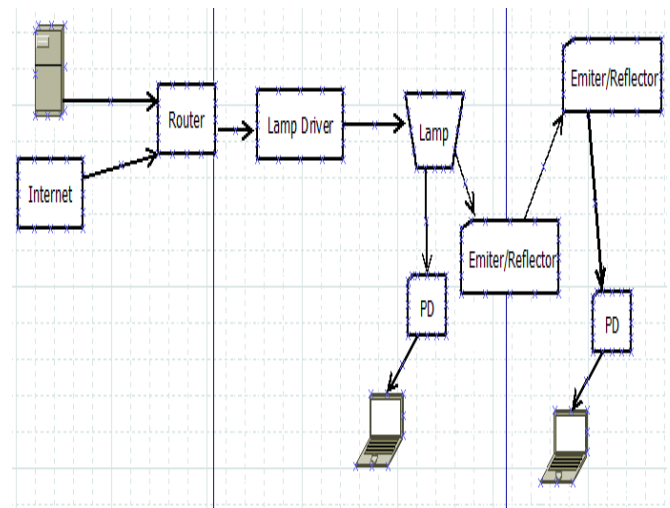 Emiter/Reflector
Router
Lamp Driver
Lamp
Internet
Emiter/Reflector
PD
PD